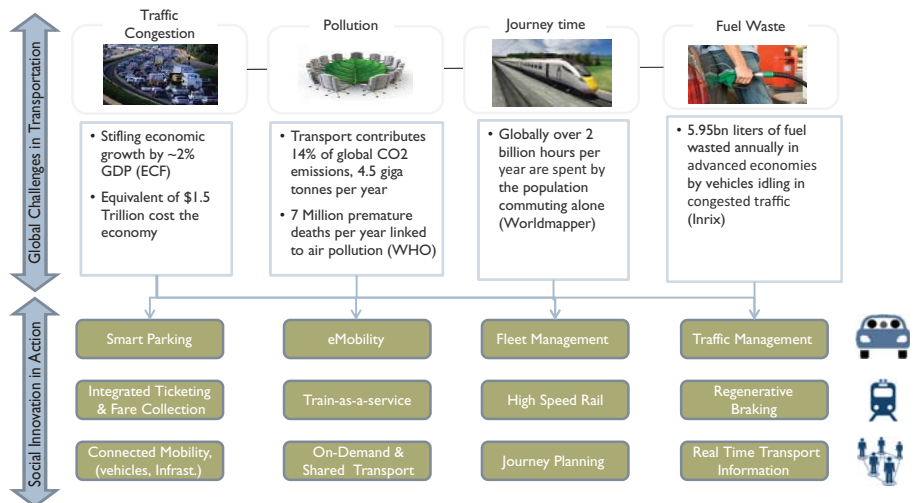 Global Challenges in Transportation
Traffic
Congestion
Pollution
Journey time
Fuel Waste
• Stifling economic
growth by ~2%
GDP (ECF)
• Equivalent of $1.5
Trillion cost the
economy
• Transport contributes
14% of global CO2
emissions, 4.5 giga
tonnes per year
• 7 Million premature
deaths per year linked
to air pollution (WHO)
• Globally over 2
billion hours per
year are spent by
the population
commuting alone
(Worldmapper)
• 5.95bn liters of fuel
wasted annually in
advanced economies
by vehicles idling in
congested traffic
(Inrix)
Social Innovation in Action
Smart Parking
eMobility
Fleet Management
Traffic Management
Integrated Ticketing
& Fare Collection
Train-as-a-service
High Speed Rail
Regenerative
Braking
Connected Mobility,
(vehicles, Infrast.)
On-Demand &
Shared Transport
Journey Planning
Real Time Transport
Information